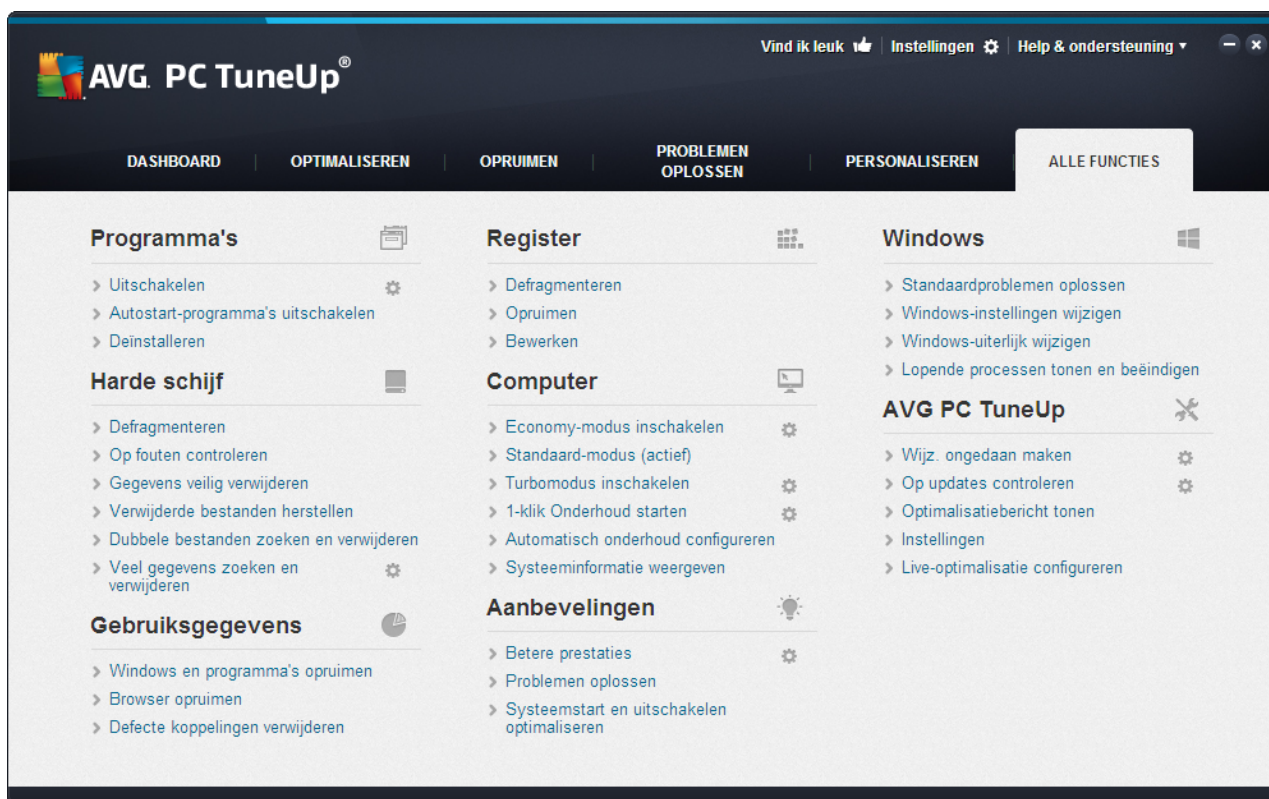 Vind ik leuk
Instellingen
Help & ondersteuning
AVG. PC TuneUp®
DASHBOARD
OPTIMALISEREN
OPRUIMEN
PROBLEMEN
OPLOSSEN
PERSONALISEREN
ALLE FUNCTIES
Programma's
Uitschakelen
Autostart-programma's uitschakelen
Deïnstalleren
Harde schijf
Defragmenteren
Op fouten controleren
Gegevens veilig verwijderen
Verwijderde bestanden herstellen
Dubbele bestanden zoeken en verwijderen
Veel gegevens zoeken en
verwijderen
Gebruiksgegevens
Windows en programma's opruimen
Browser opruimen
Defecte koppelingen verwijderen
Register
Defragmenteren
Opruimen
Bewerken
Computer
Economy-modus inschakelen
Standaard-modus (actief)
Turbomodus inschakelen
1-klik Onderhoud starten
Automatisch onderhoud configureren
Systeeminformatie weergeven
Aanbevelingen
Betere prestaties
Problemen oplossen
Systeemstart en uitschakelen
optimaliseren
Windows
Standaardproblemen oplossen
Windows-instellingen wijzigen
Windows-uiterlijk wijzigen
Lopende processen tonen en beëindigen
AVG PC TuneUp
Wijz. ongedaan maken
Op updates controleren
Optimalisatiebericht tonen
Instellingen
Live-optimalisatie configureren